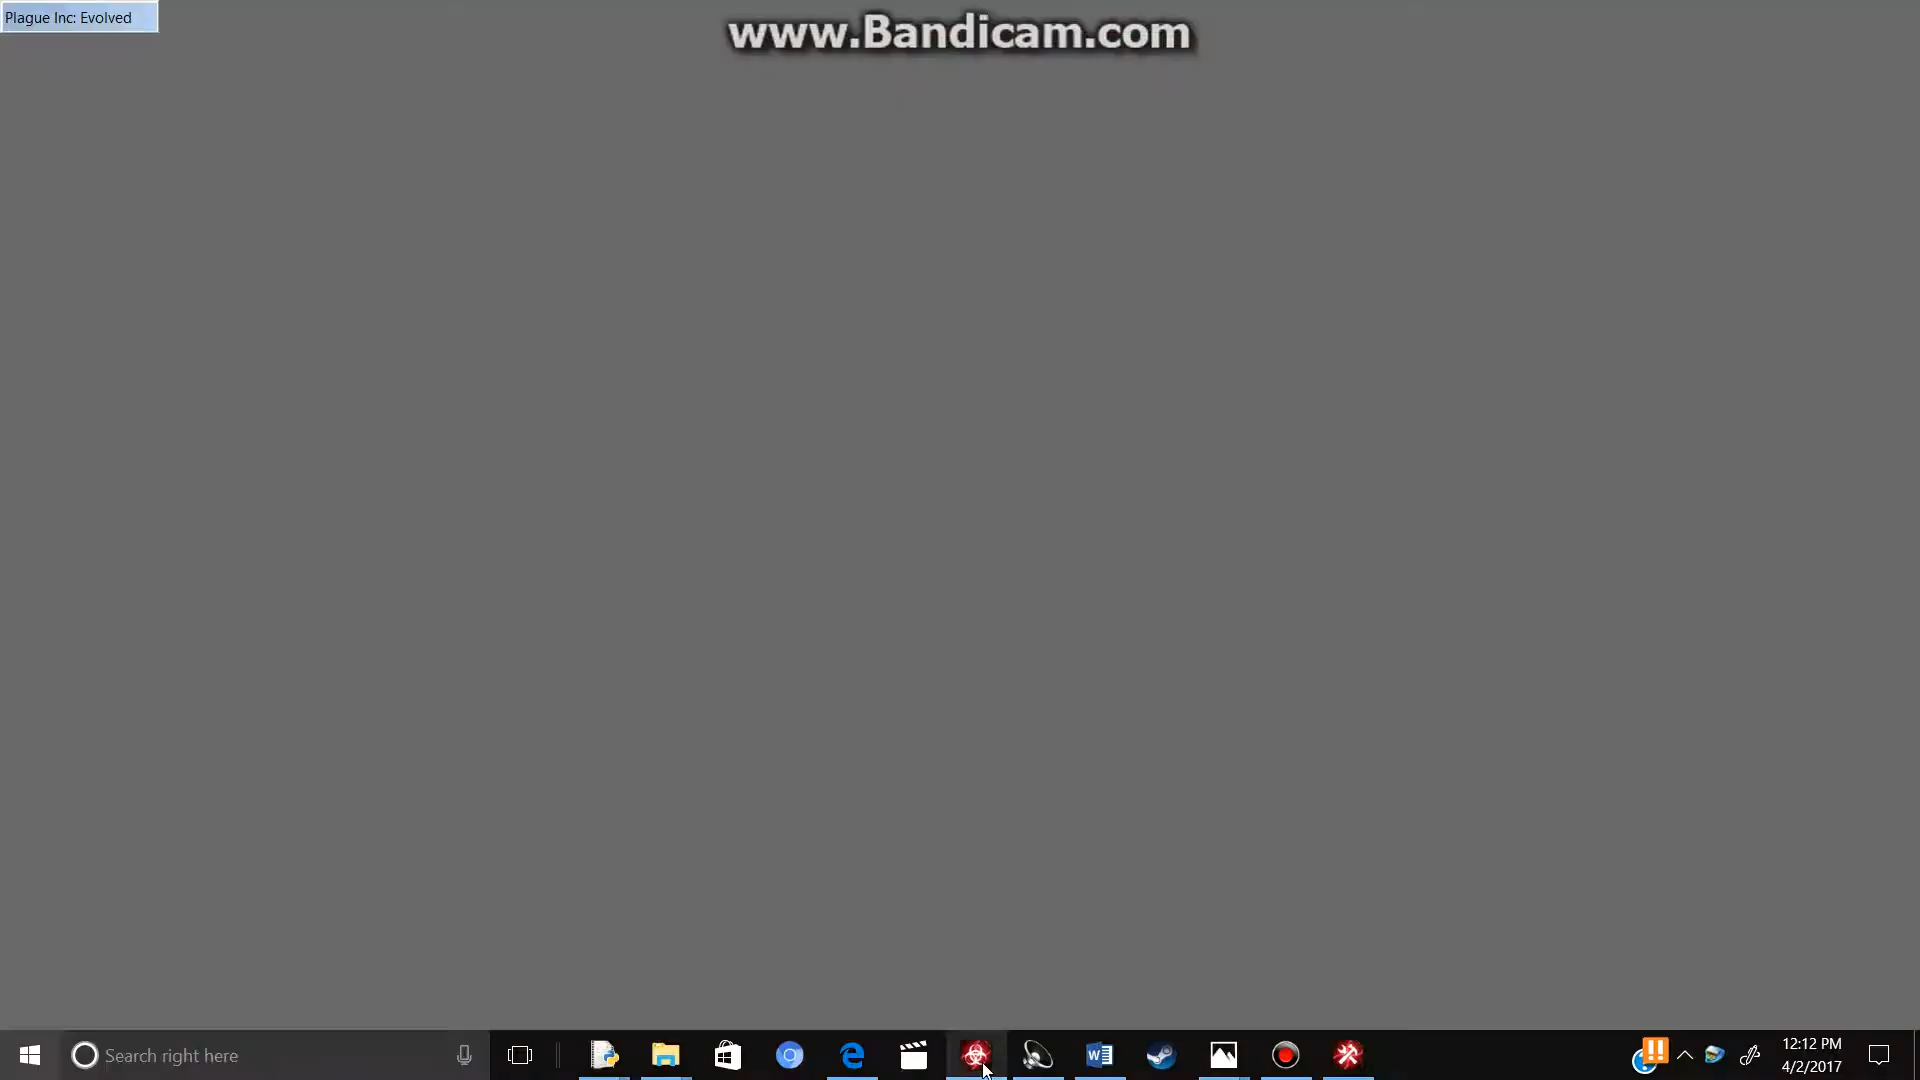 Plague Inc: Evolved
www.Bandicam.com
Search right here
12:12 PM
4/2/2017